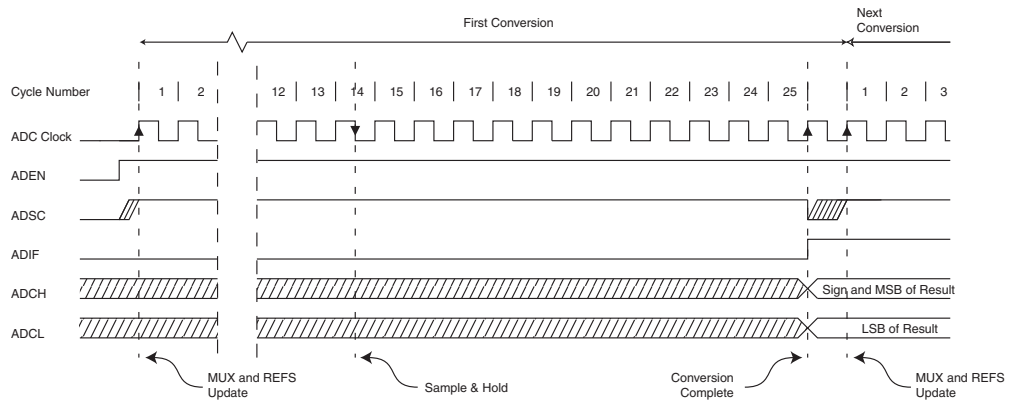 First Conversion
Next
Conversion
Cycle Number 1 2 12 13 14 15 16 17 18 19 20 21 22 23 24 25 1 2 3
ADC Clock
ADEN
ADSC
ADIF
ADCH Sign and MSB of Result
ADCL LSB of Result
MUX and REFS
Update
Sample & Hold
Conversion
Complete
MUX and REFS
Update